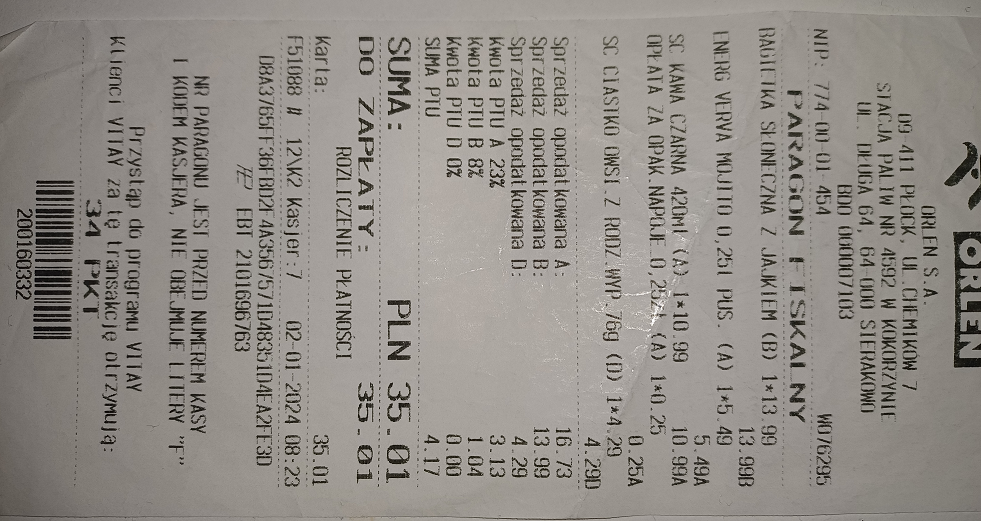 ORLEN
ORLEN S.A.
09-411 PŁOCK, UL.CHEMIKÓW 7
STACJA PALIW NR 4592 W KOKORZYNIE
UL. DŁUGA 64, 64-000 SIERAKOWO
BDO 000007103
NIP: 774-00-01-454 W076295
PARAGON FISKALNY
BAGIETKA SŁONECZNA Z JAJKIEM (B) 1*13.99
13.99B
ENERG VERVA MOJITO 0,25l PUS. (A) 1*5.49
5.49A
SC KAWA CZARNA 420ml (A) 1*10.99
10.99A
OPŁATA ZA OPAK.NAPOJE 0,25zł (A) 1*0.25
0.25A
SC CIASTKO OWSI Z RODZ WYP 76g (D) 1*4.29
4.29D
Sprzedaż opodatkowana A: 16.73
Sprzedaż opodatkowana B: 13.99
Sprzedaż opodatkowana D: 4.29
Kwota PTU A 23% 3.13
Kwota PTU B 8% 1.04
Kwota PTU D 0% 0.00
SUMA PTU 4.17
SUMA: PLN 35.01
DO ZAPŁATY: 35.01
ROZLICZENIE PŁATNOŚCI
Karta: 35.01
F51088 # 12\K2 Kasjer:7 02-01-2024 08:23
D8A3765FF36FBD2F4A3567571D48351D4EA2FE3D
EBI 2101696763
NR PARAGONU JEST PRZED NUMEREM KASY
I KODEM KASJERA, NIE OBEJMUJE LITERY "F"
Przystąp do programu VITAY
Klienci VITAY za tę transakcję otrzymują:
34 PKT
200160332